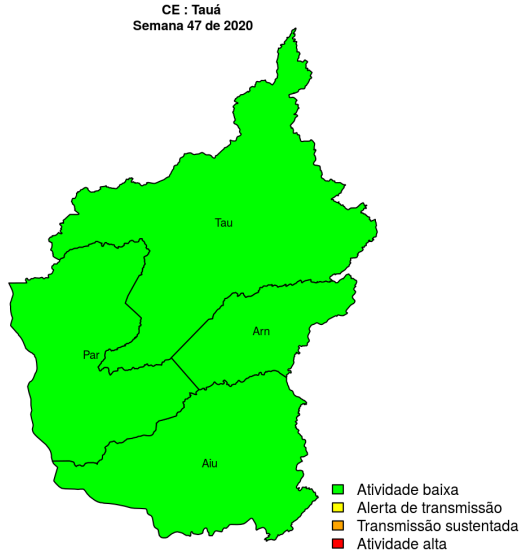 CE : Tauá
Semana 47 de 2020
Tau
Arn
Par
Aiu
Atividade baixa
Alerta de transmissão
Transmissão sustentada
Atividade alta